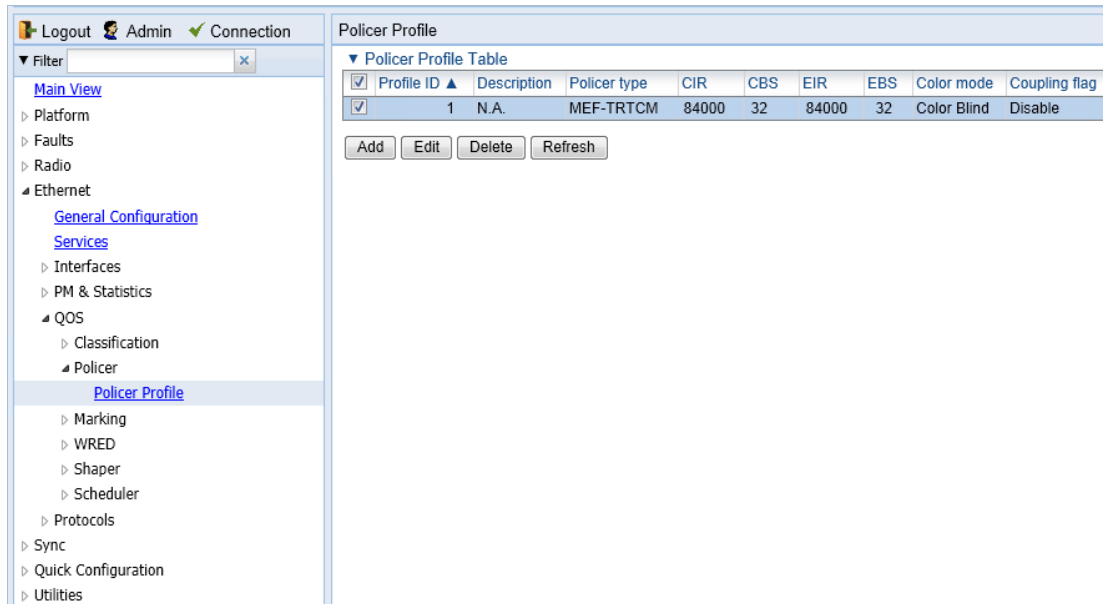 Logout Admin Connection
Filter
Main View
Platform
Faults
Radio
Ethernet
General Configuration
Services
Interfaces
PM & Statistics
QOS
Classification
Policer
Policer Profile
Marking
WRED
Shaper
Scheduler
Protocols
Sync
Quick Configuration
Utilities
Policer Profile
Policer Profile Table
Profile ID ▲ Description Policer type CIR CBS EIR EBS Color mode Coupling flag
1 N.A. MEF-TRTCM 84000 32 84000 32 Color Blind Disable
Add Edit Delete Refresh